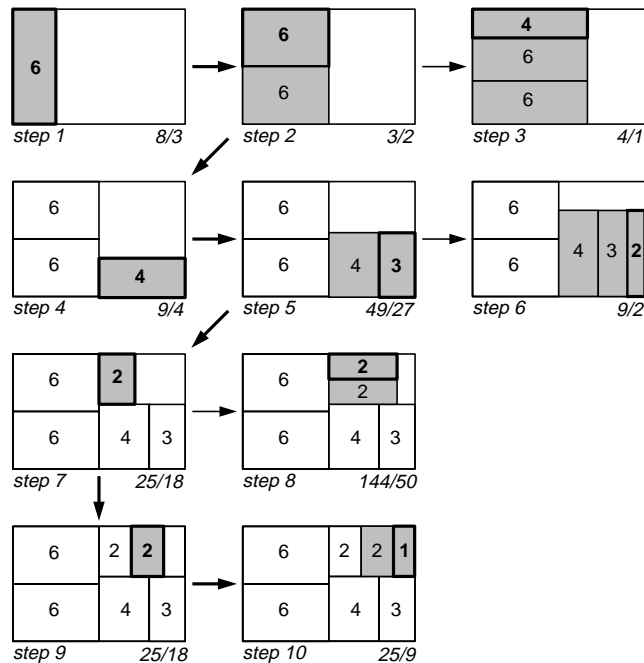 6
step 1 8/3
6
6
step 2 3/2
4
6
6
step 3 4/1
6
6
4
step 4 9/4
6
6
4 3
step 5 49/27
6
6
4 3 2
step 6 9/2
6 2
6 4 3
step 7 25/18
6 2
2
6 4 3
step 8 144/50
6 2 2
6 4 3
step 9 25/18
6 2 2 1
6 4 3
step 10 25/9